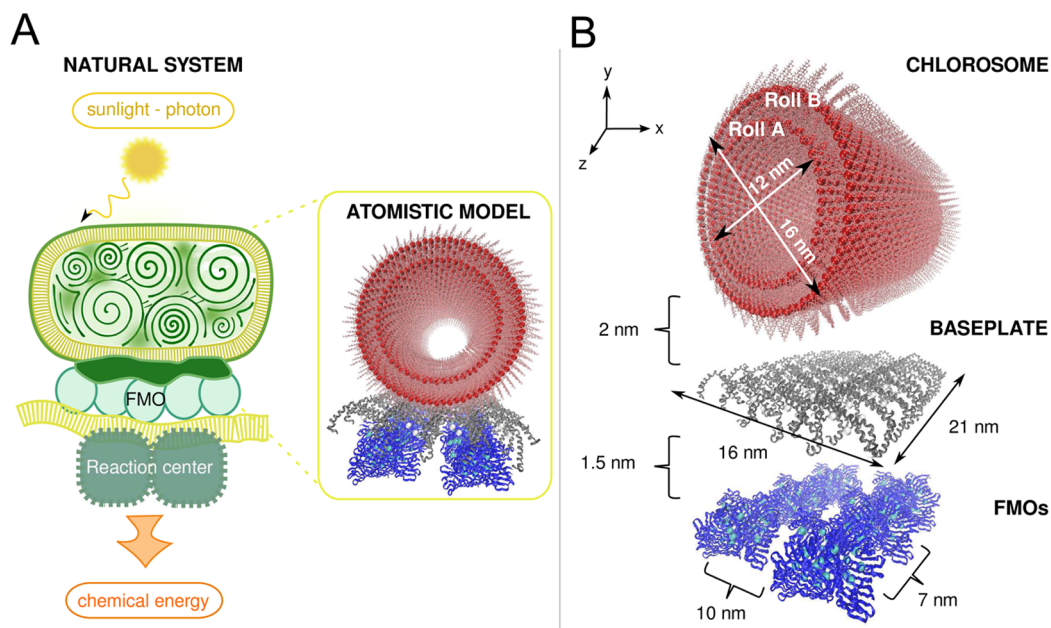 A
NATURAL SYSTEM
sunlight - photon
ATOMISTIC MODEL
FMO
Reaction center
chemical energy
B
CHLOROSOME
y
x
z
Roll B
Roll A
12 nm
16 nm
2 nm
BASEPLATE
21 nm
16 nm
1.5 nm
FMOs
10 nm
7 nm